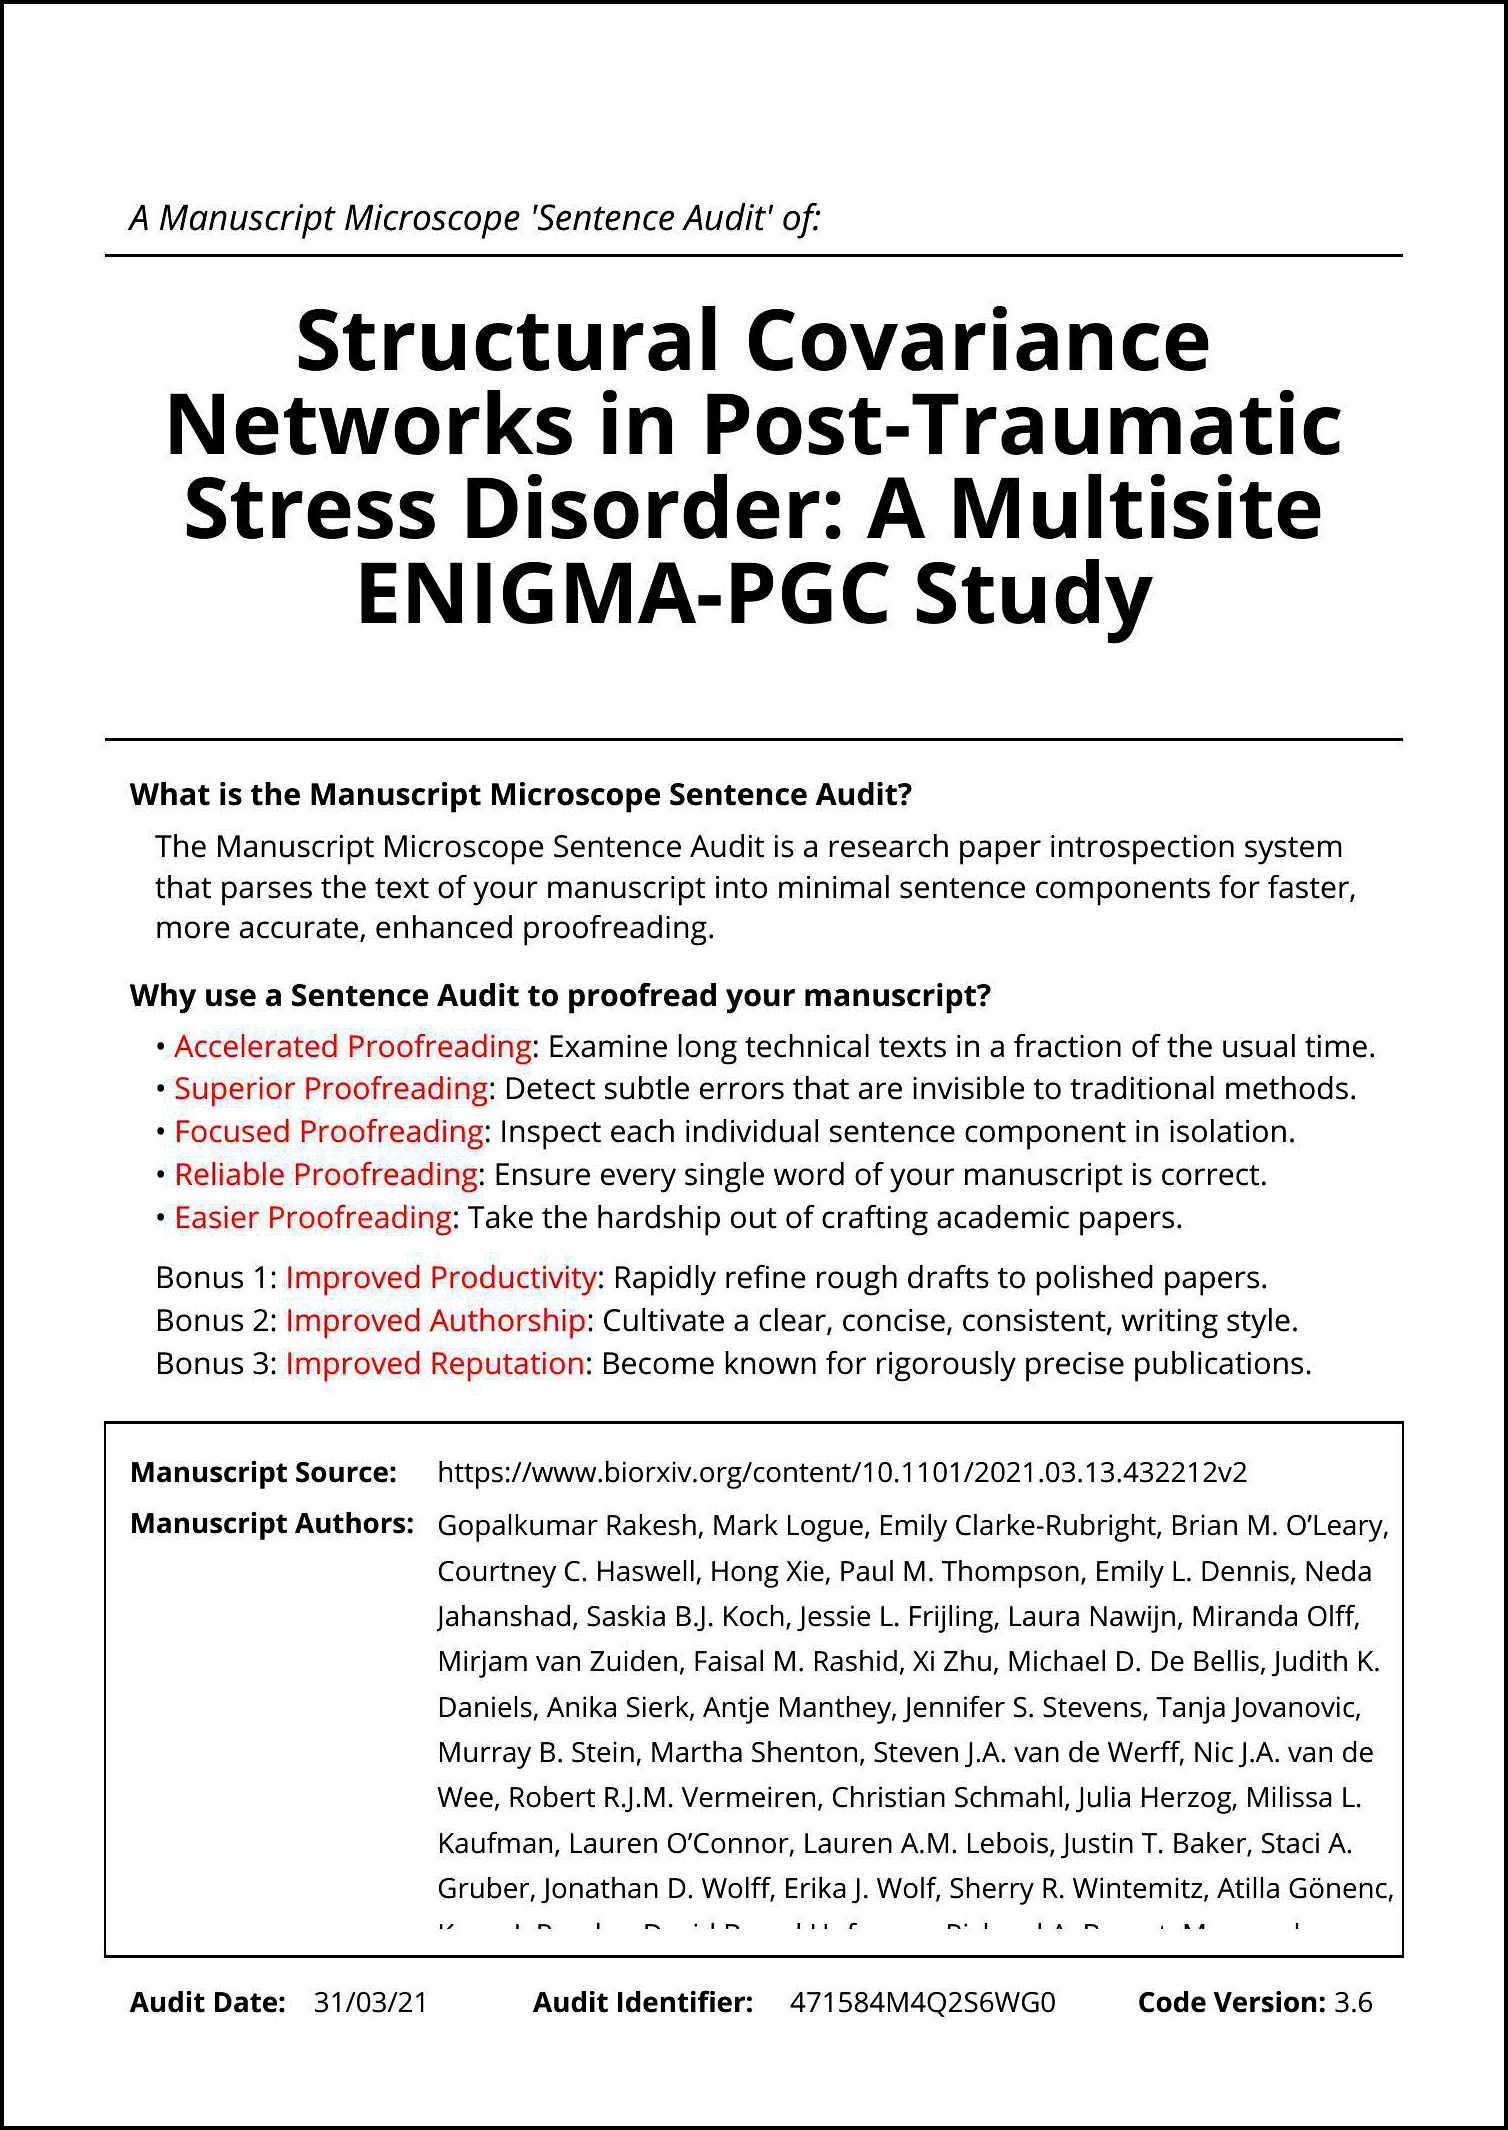 A Manuscript Microscope 'Sentence Audit' of:
Structural Covariance
Networks in Post-Traumatic
Stress Disorder: A Multisite
ENIGMA-PGC Study
What is the Manuscript Microscope Sentence Audit?
The Manuscript Microscope Sentence Audit is a research paper introspection system
that parses the text of your manuscript into minimal sentence components for faster,
more accurate, enhanced proofreading.
Why use a Sentence Audit to proofread your manuscript?
• Accelerated Proofreading: Examine long technical texts in a fraction of the usual time.
• Superior Proofreading: Detect subtle errors that are invisible to traditional methods.
• Focused Proofreading: Inspect each individual sentence component in isolation.
• Reliable Proofreading: Ensure every single word of your manuscript is correct.
• Easier Proofreading: Take the hardship out of crafting academic papers.
Bonus 1: Improved Productivity: Rapidly refine rough drafts to polished papers.
Bonus 2: Improved Authorship: Cultivate a clear, concise, consistent, writing style.
Bonus 3: Improved Reputation: Become known for rigorously precise publications.
Manuscript Source: https://www.biorxiv.org/content/10.1101/2021.03.13.432212v2
Manuscript Authors: Gopalkumar Rakesh, Mark Logue, Emily Clarke-Rubright, Brian M. O’Leary,
Courtney C. Haswell, Hong Xie, Paul M. Thompson, Emily L. Dennis, Neda
Jahanshad, Saskia B.J. Koch, Jessie L. Frijling, Laura Nawijn, Miranda Olff,
Mirjam van Zuiden, Faisal M. Rashid, Xi Zhu, Michael D. De Bellis, Judith K.
Daniels, Anika Sierk, Antje Manthey, Jennifer S. Stevens, Tanja Jovanovic,
Murray B. Stein, Martha Shenton, Steven J.A. van de Werff, Nic J.A. van de
Wee, Robert R.J.M. Vermeiren, Christian Schmahl, Julia Herzog, Milissa L.
Kaufman, Lauren O’Connor, Lauren A.M. Lebois, Justin T. Baker, Staci A.
Gruber, Jonathan D. Wolff, Erika J. Wolf, Sherry R. Wintemitz, Atilla Gönenc,
Audit Date: 31/03/21 Audit Identifier: 471584M4Q2S6WG0 Code Version: 3.6